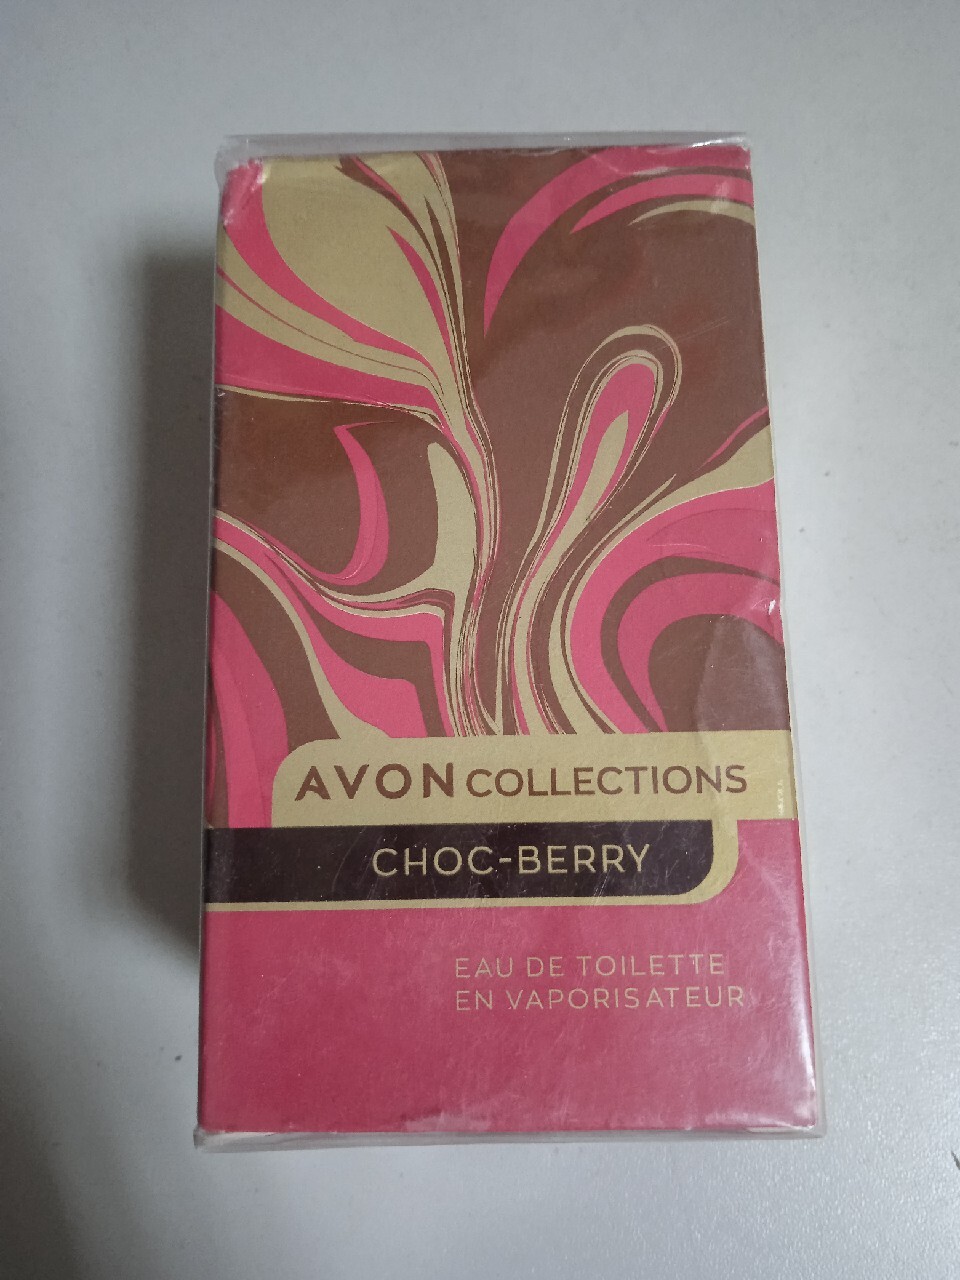 AVON COLLECTIONS
CHOC-BERRY
EAU DE TOILETTE
EN VAPORISATEUR